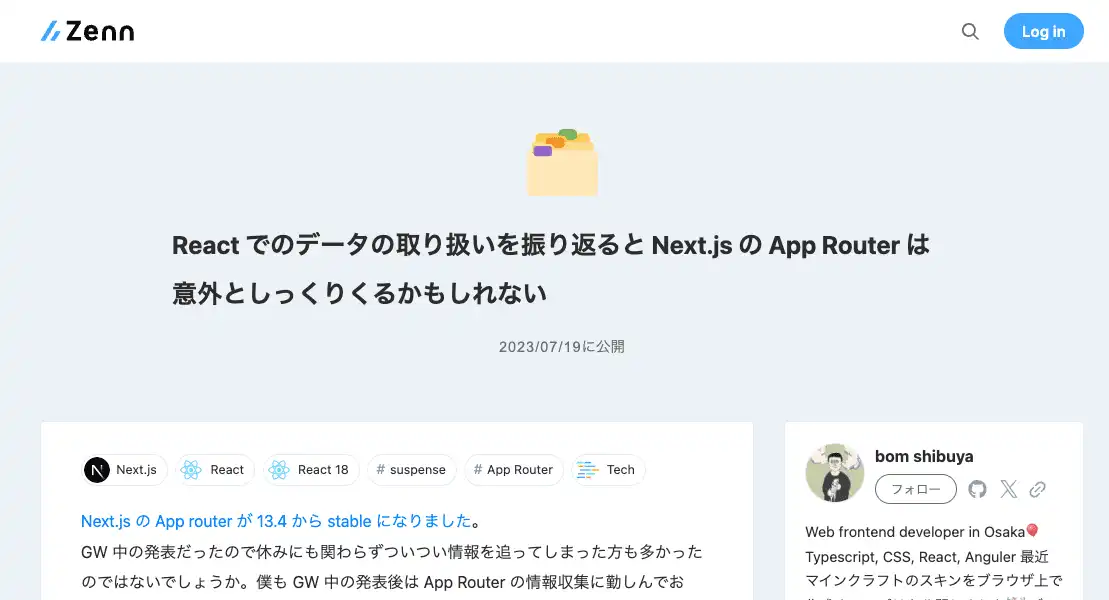 Zenn
Log in
React でのデータの取り扱いを振り返ると Next.js の App Router は
意外としっくりくるかもしれない
2023/07/19に公開
Next.js
React
React 18
# suspense
# App Router
Tech
Next.js の App router が 13.4 から stable になりました。
GW 中の発表だったので休みにも関わらずついつい情報を追ってしまった方も多かった
のではないでしょうか。僕も GW 中の発表後は App Router の情報収集に勤しんでお
bom shibuya
フォロー
Web frontend developer in Osaka🎈
Typescript, CSS, React, Anguler 最近
マインクラフトのスキンをブラウザ上で